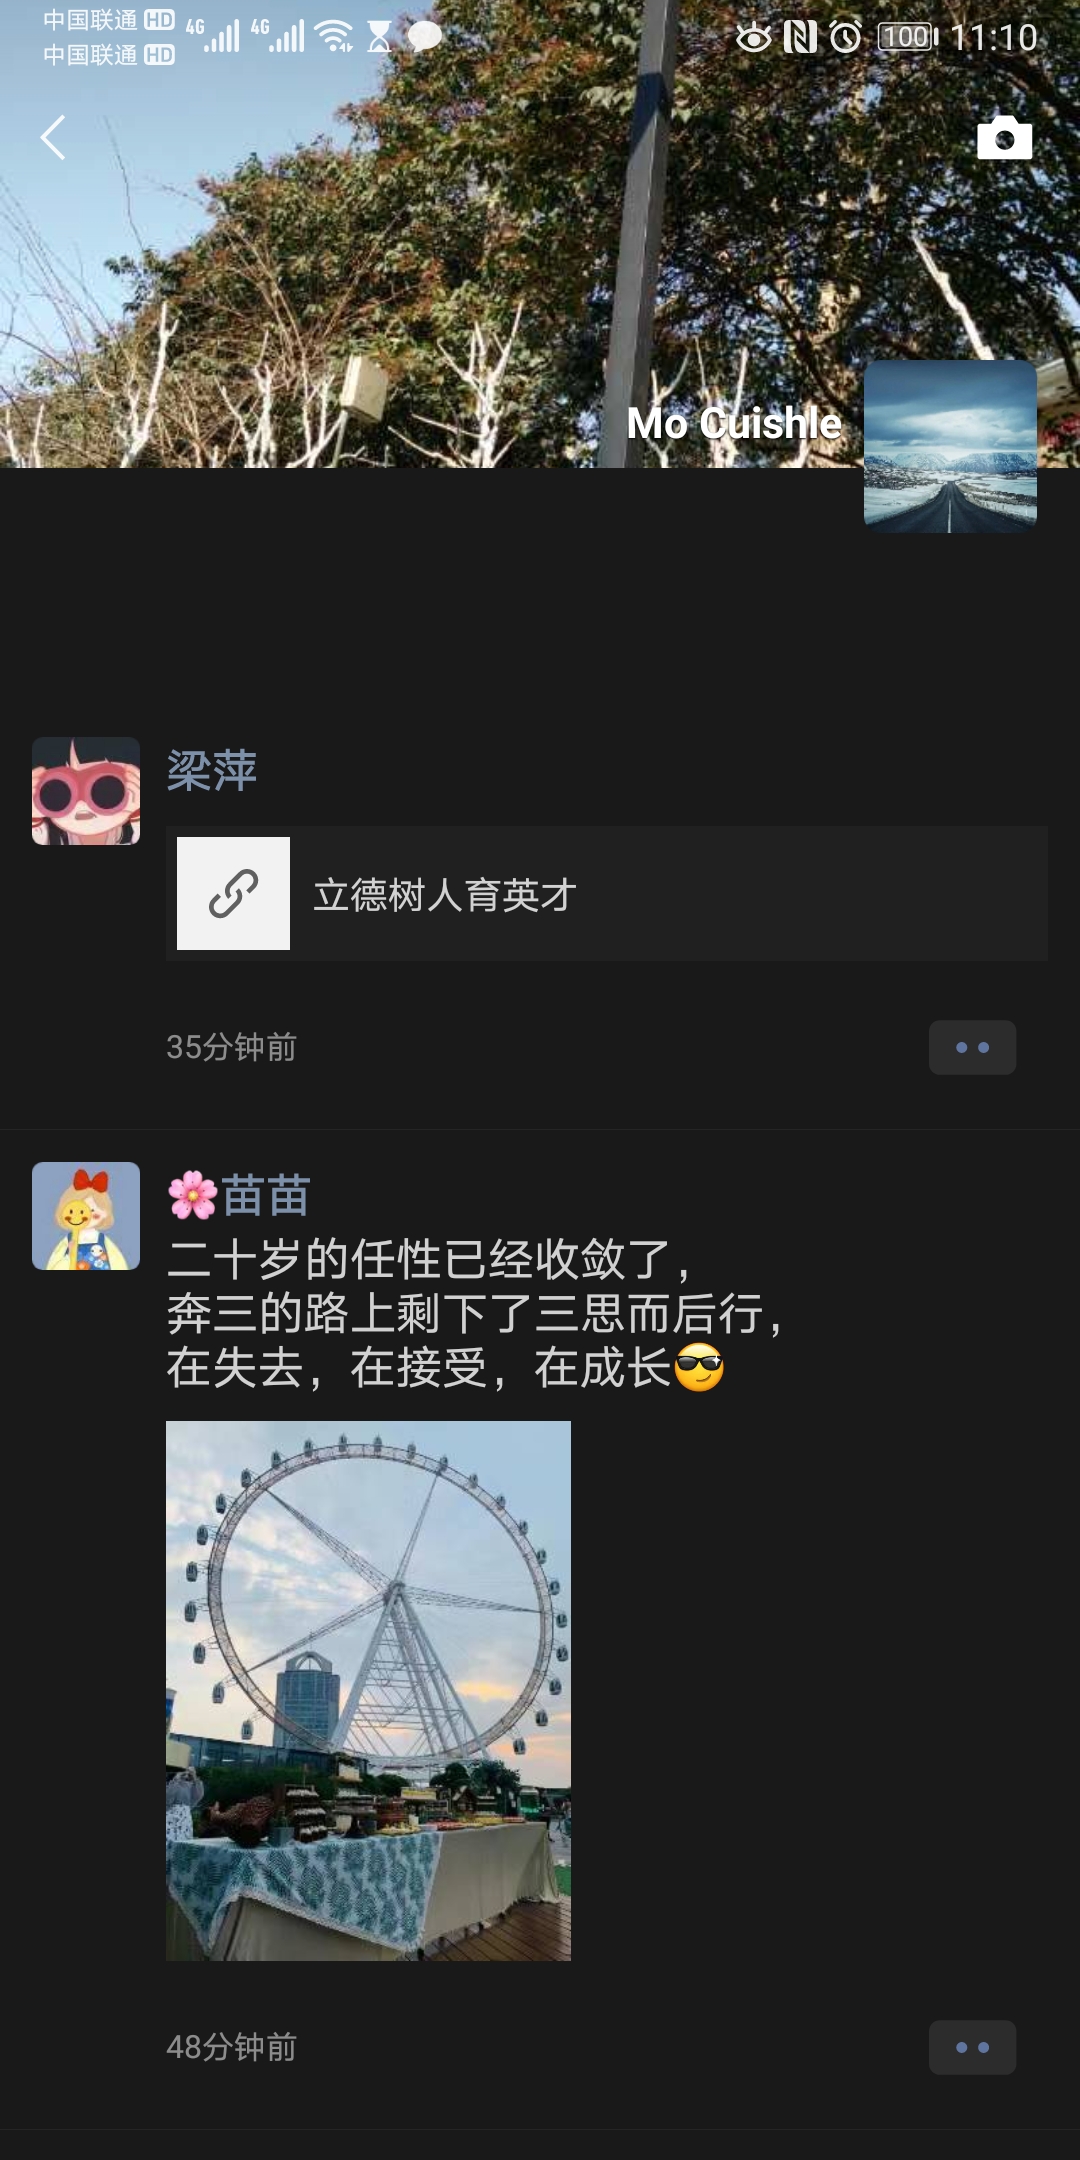 中国联通 HD 4G 4G 100 11:10
中国联通 HD
Mo Cuishle
梁萍
立德树人育英才
35分钟前
🌸苗苗
二十岁的任性已经收敛了，
奔三的路上剩下了三思而后行，
在失去，在接受，在成长😎
48分钟前